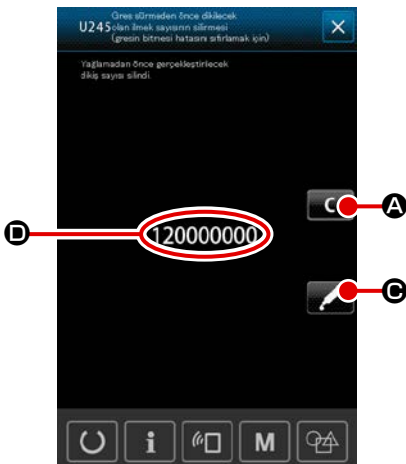 U245 Gres sürmeden önce dikilecek
olan ilmek sayısının silinmesi
(gresin bitmesi hatasını sıfırlamak için)
Yağlamadan önce gerçekleştirilecek
dikiş sayısı silindi.
C
A
D
120000000
C
i
M